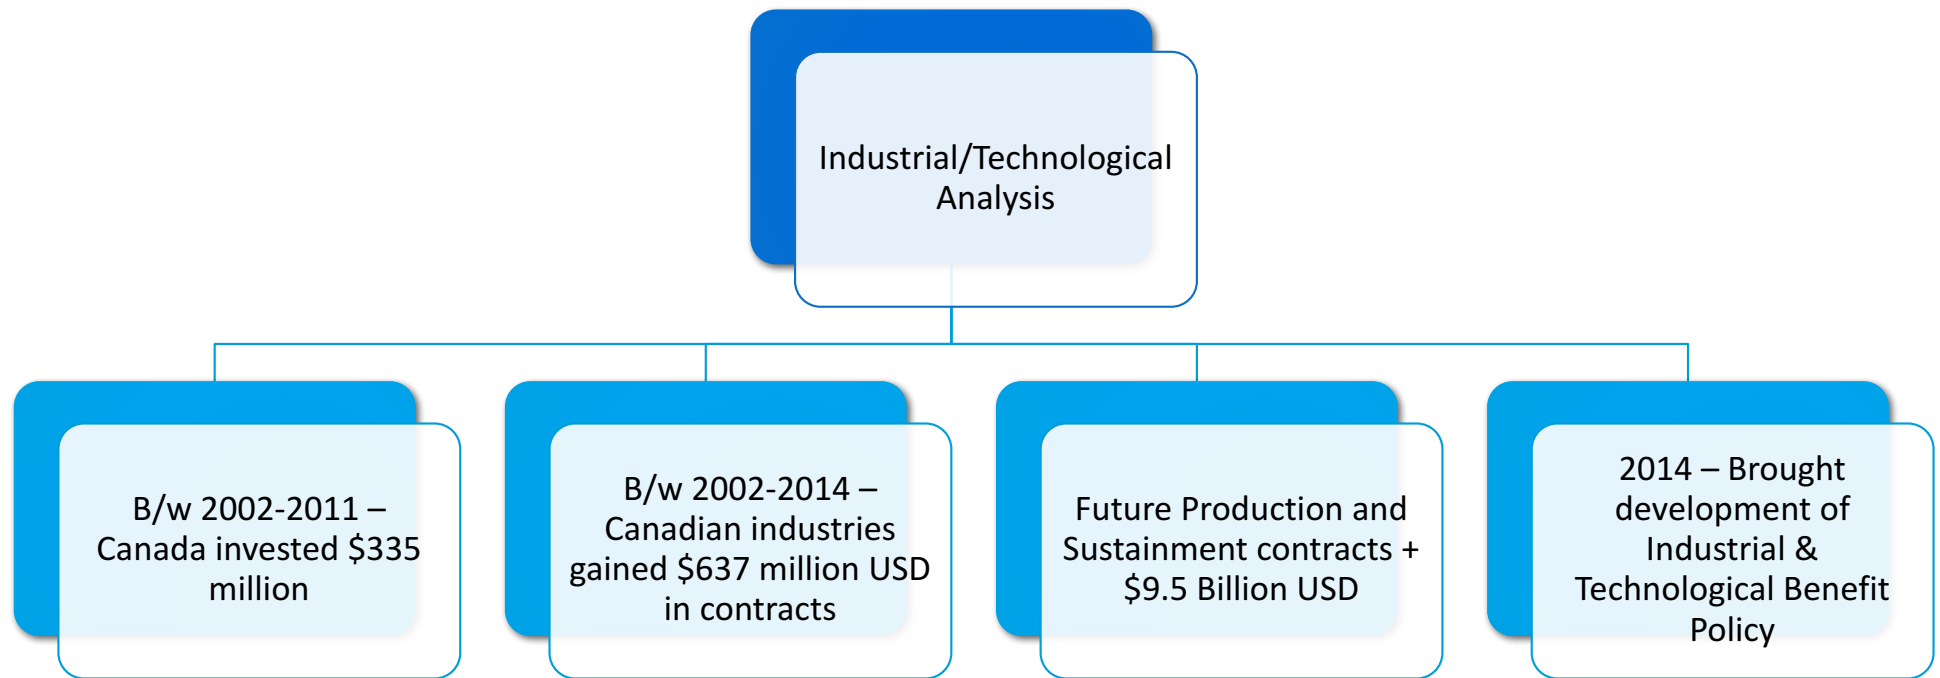 Industrial/Technological
Analysis
B/w 2002-2011 –
Canada invested $335
million
B/w 2002-2014 –
Canadian industries
gained $637 million USD
in contracts
Future Production and
Sustainment contracts +
$9.5 Billion USD
2014 – Brought
development of
Industrial &
Technological Benefit
Policy